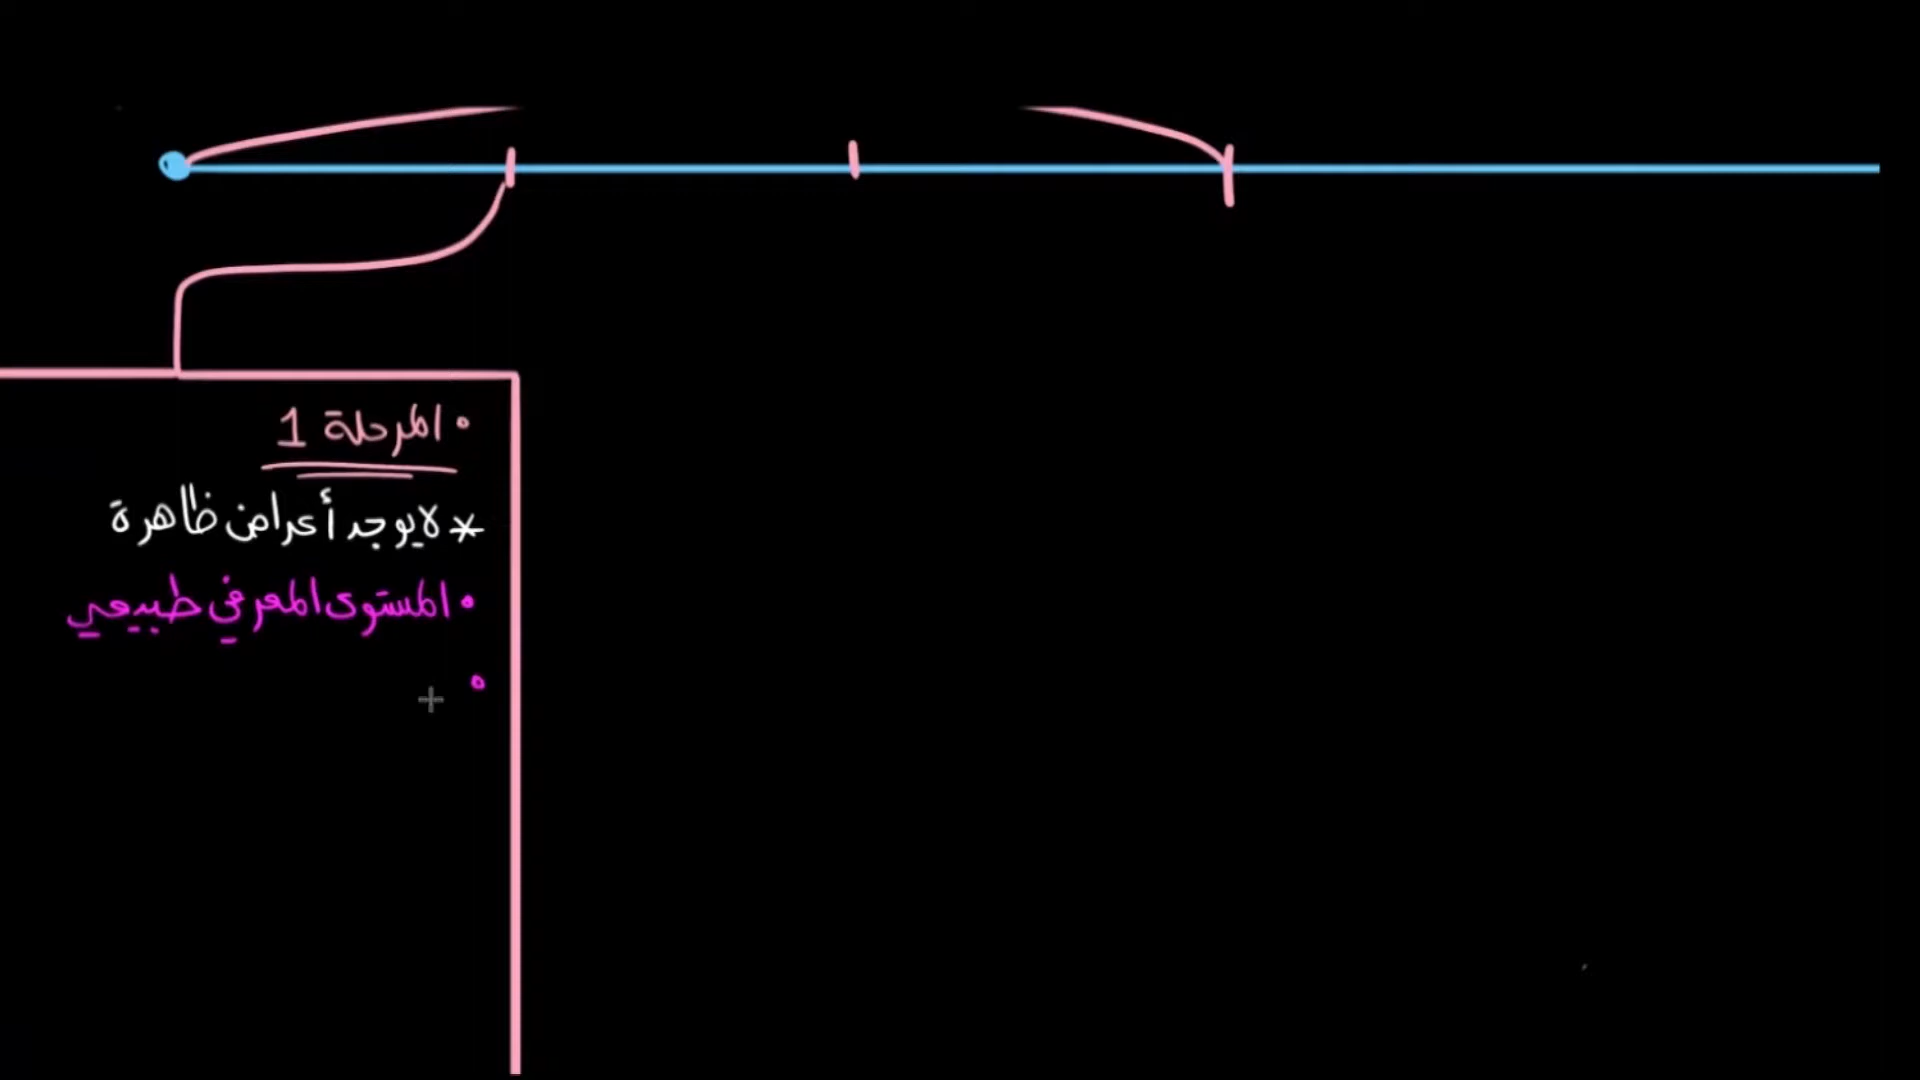 • المرحلة 1
* لا يوجد أعراض ظاهرة
• المستوى المعرفي طبيعي
•